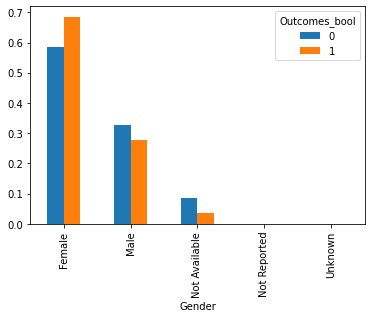 0.7
0.6
0.5
0.4
0.3
0.2
0.1
0.0
Outcomes_bool
0
1
Female
Male
Not Available
Not Reported
Unknown
Gender